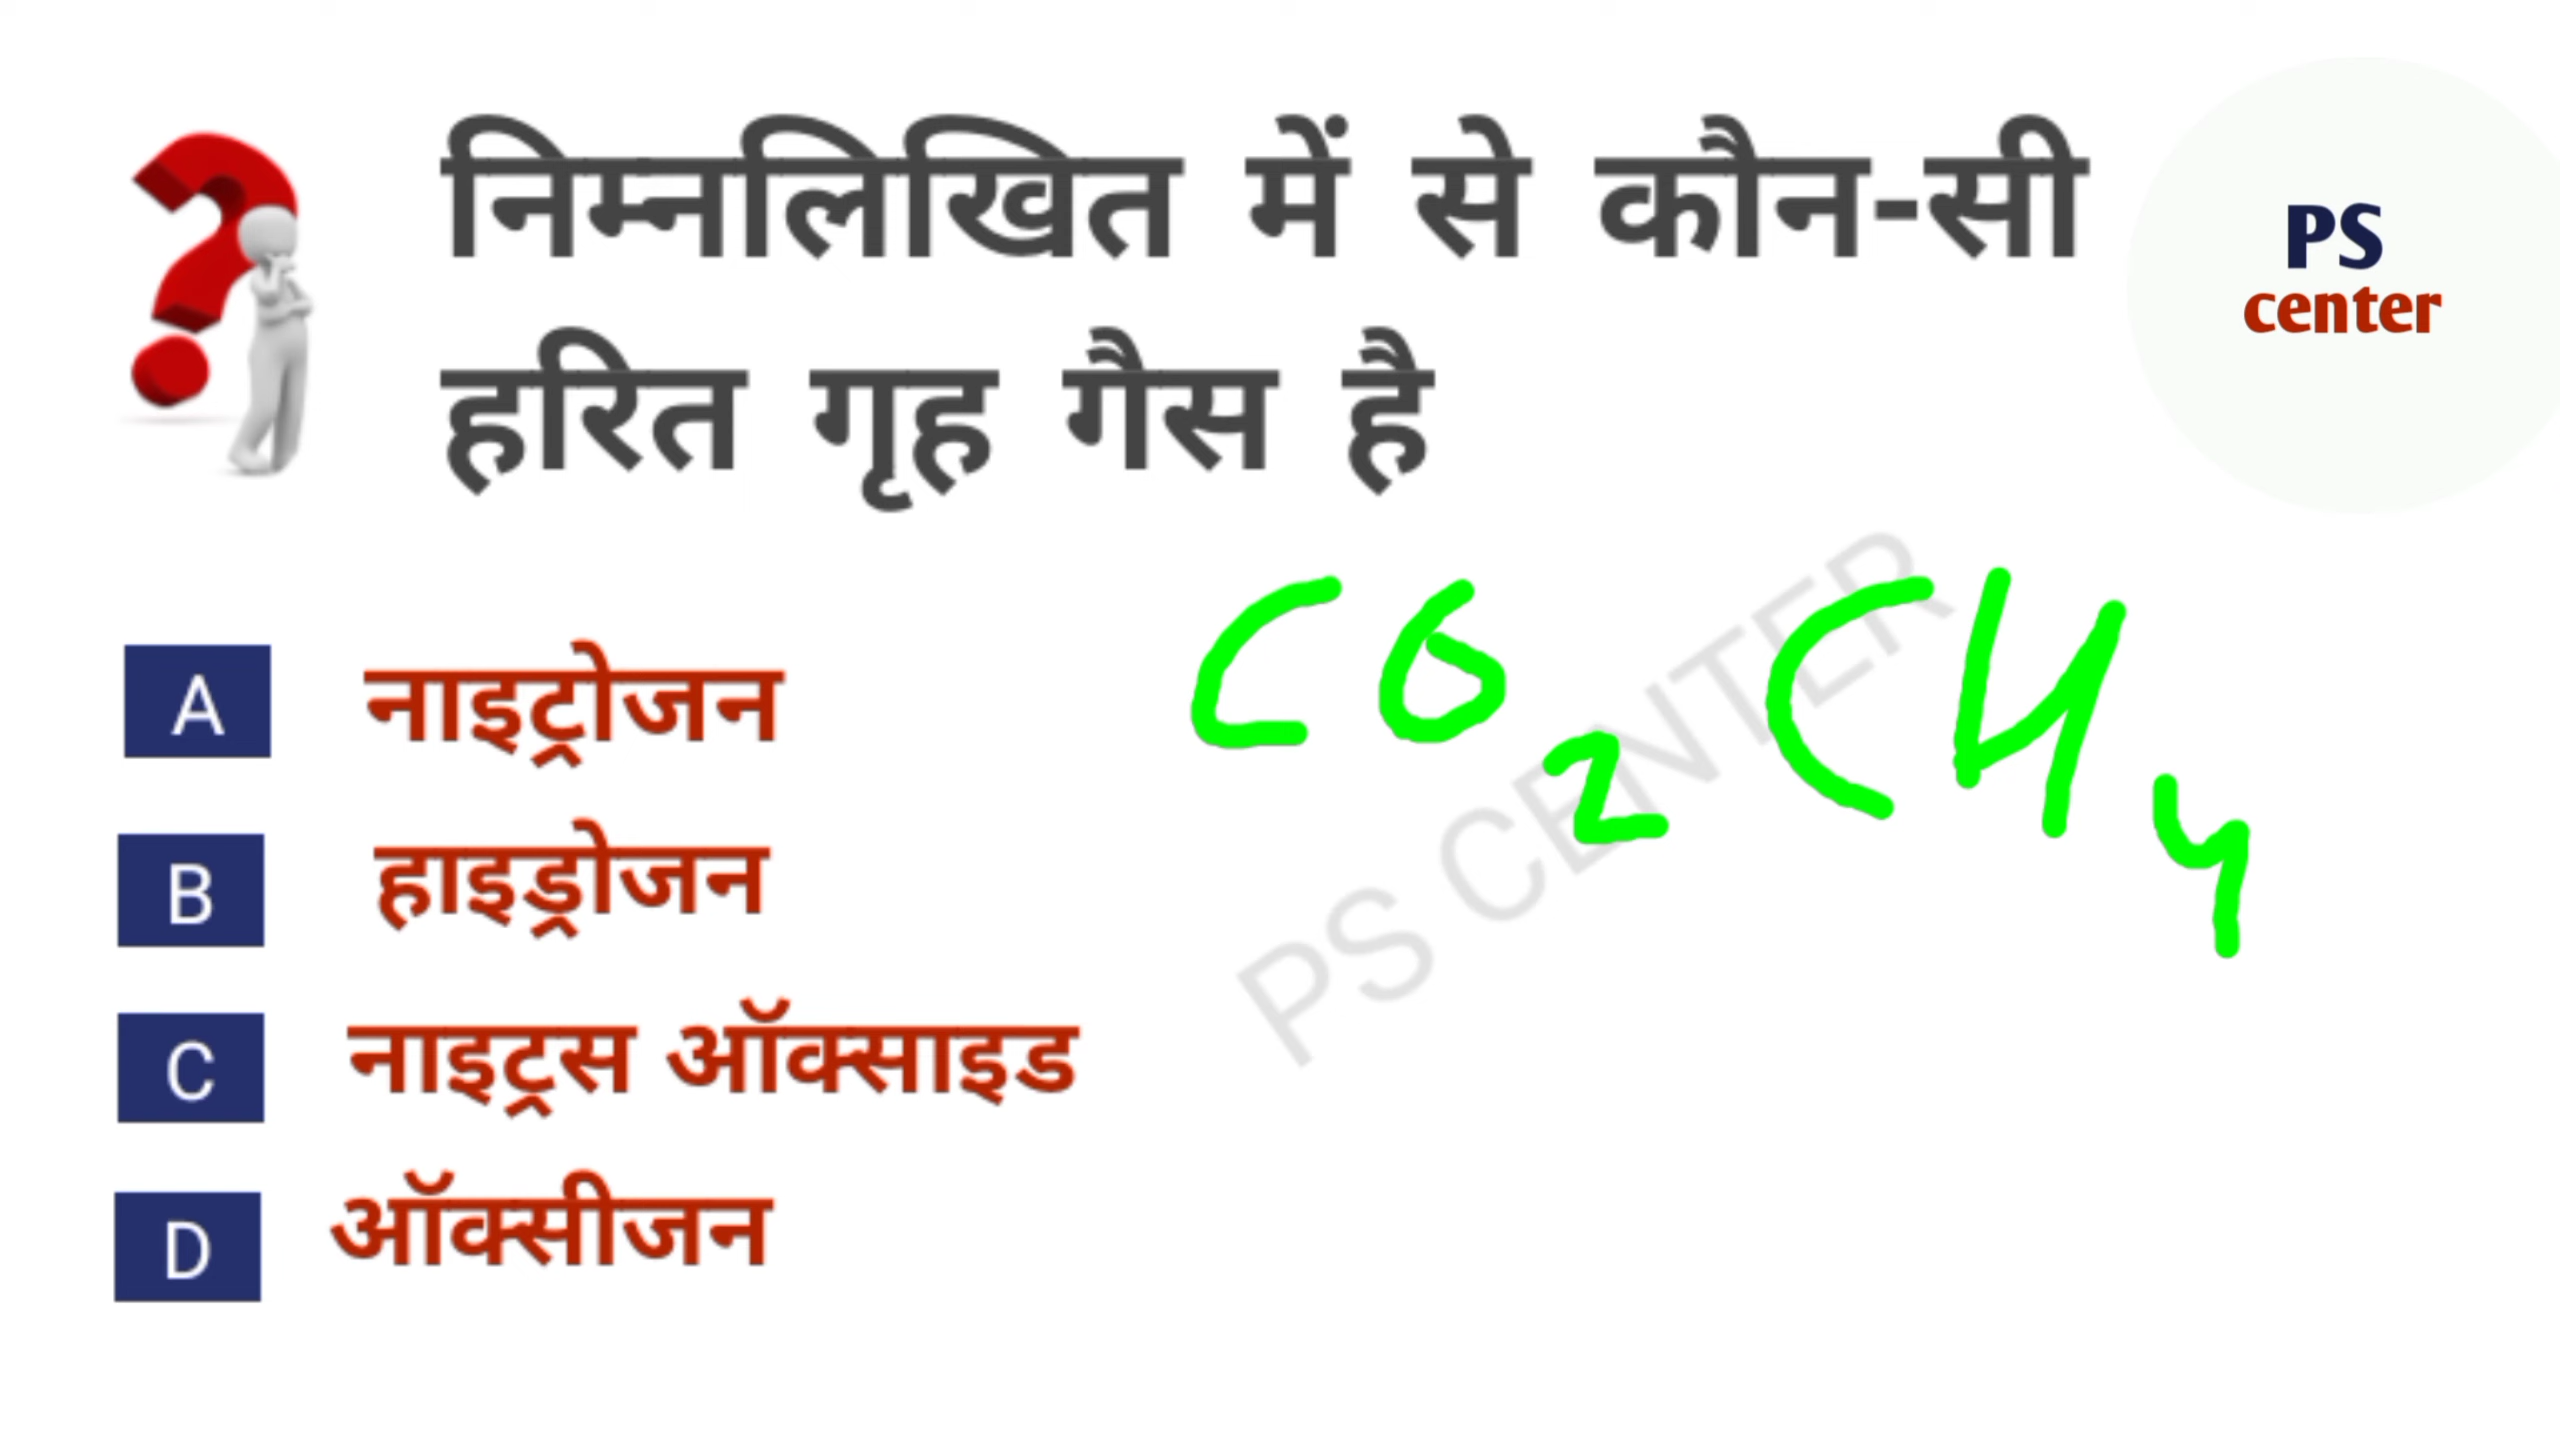 निम्नलिखित में से कौन-सी
हरित गृह गैस है
PS
center
CO2 CH4
A नाइट्रोजन
B हाइड्रोजन
C नाइट्रस ऑक्साइड
D ऑक्सीजन
PS CENTER